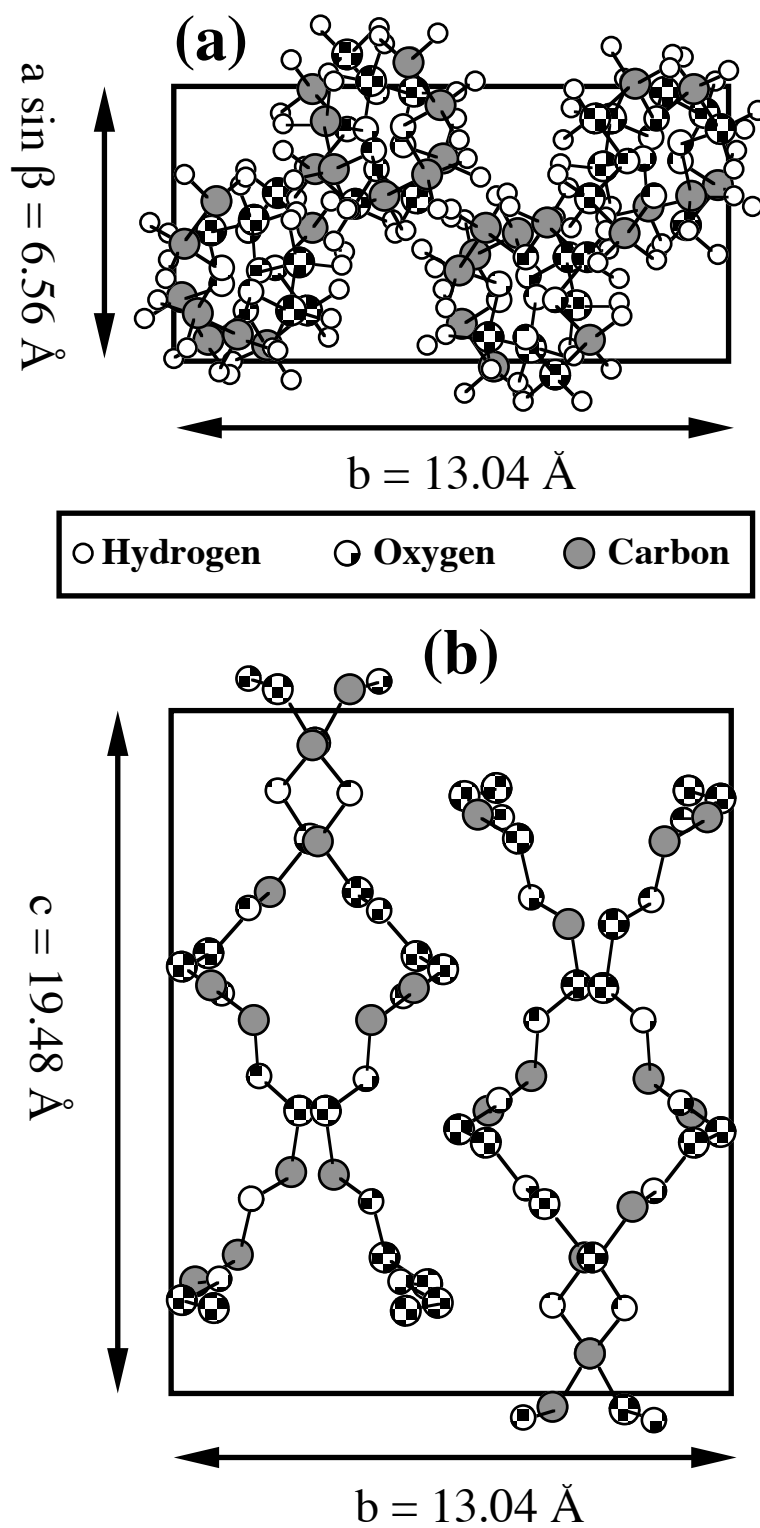 (a)
a sin β = 6.56 Å
b = 13.04 Å
Hydrogen Oxygen Carbon
(b)
c = 19.48 Å
b = 13.04 Å